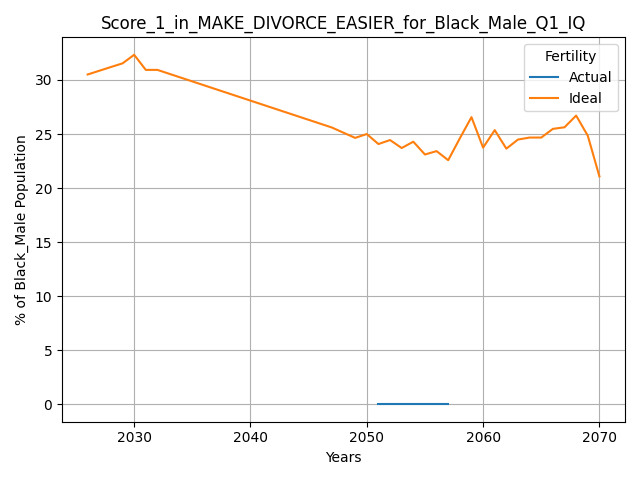 Score_1_in_MAKE_DIVORCE_EASIER_for_Black_Male_Q1_IQ
Fertility
Actual
Ideal
% of Black_Male Population
30
25
20
15
10
5
0
2030 2040 2050 2060 2070
Years